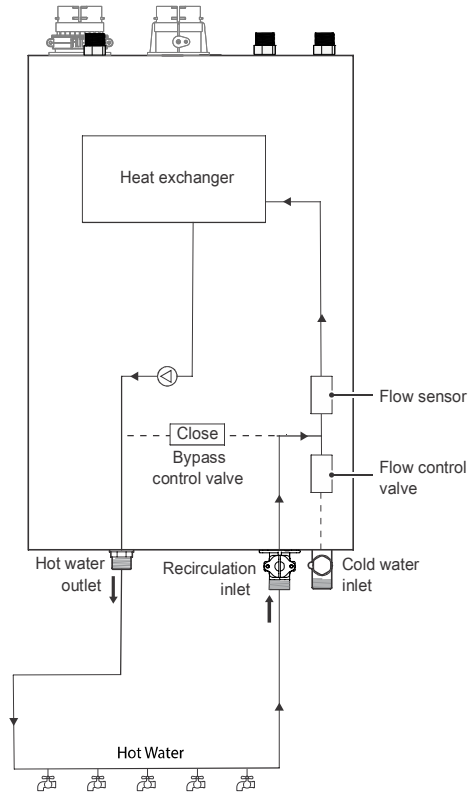 Heat exchanger
Flow sensor
Close
Bypass
control valve
Flow control
valve
Hot water
outlet
Recirculation
inlet
Cold water
inlet
Hot Water